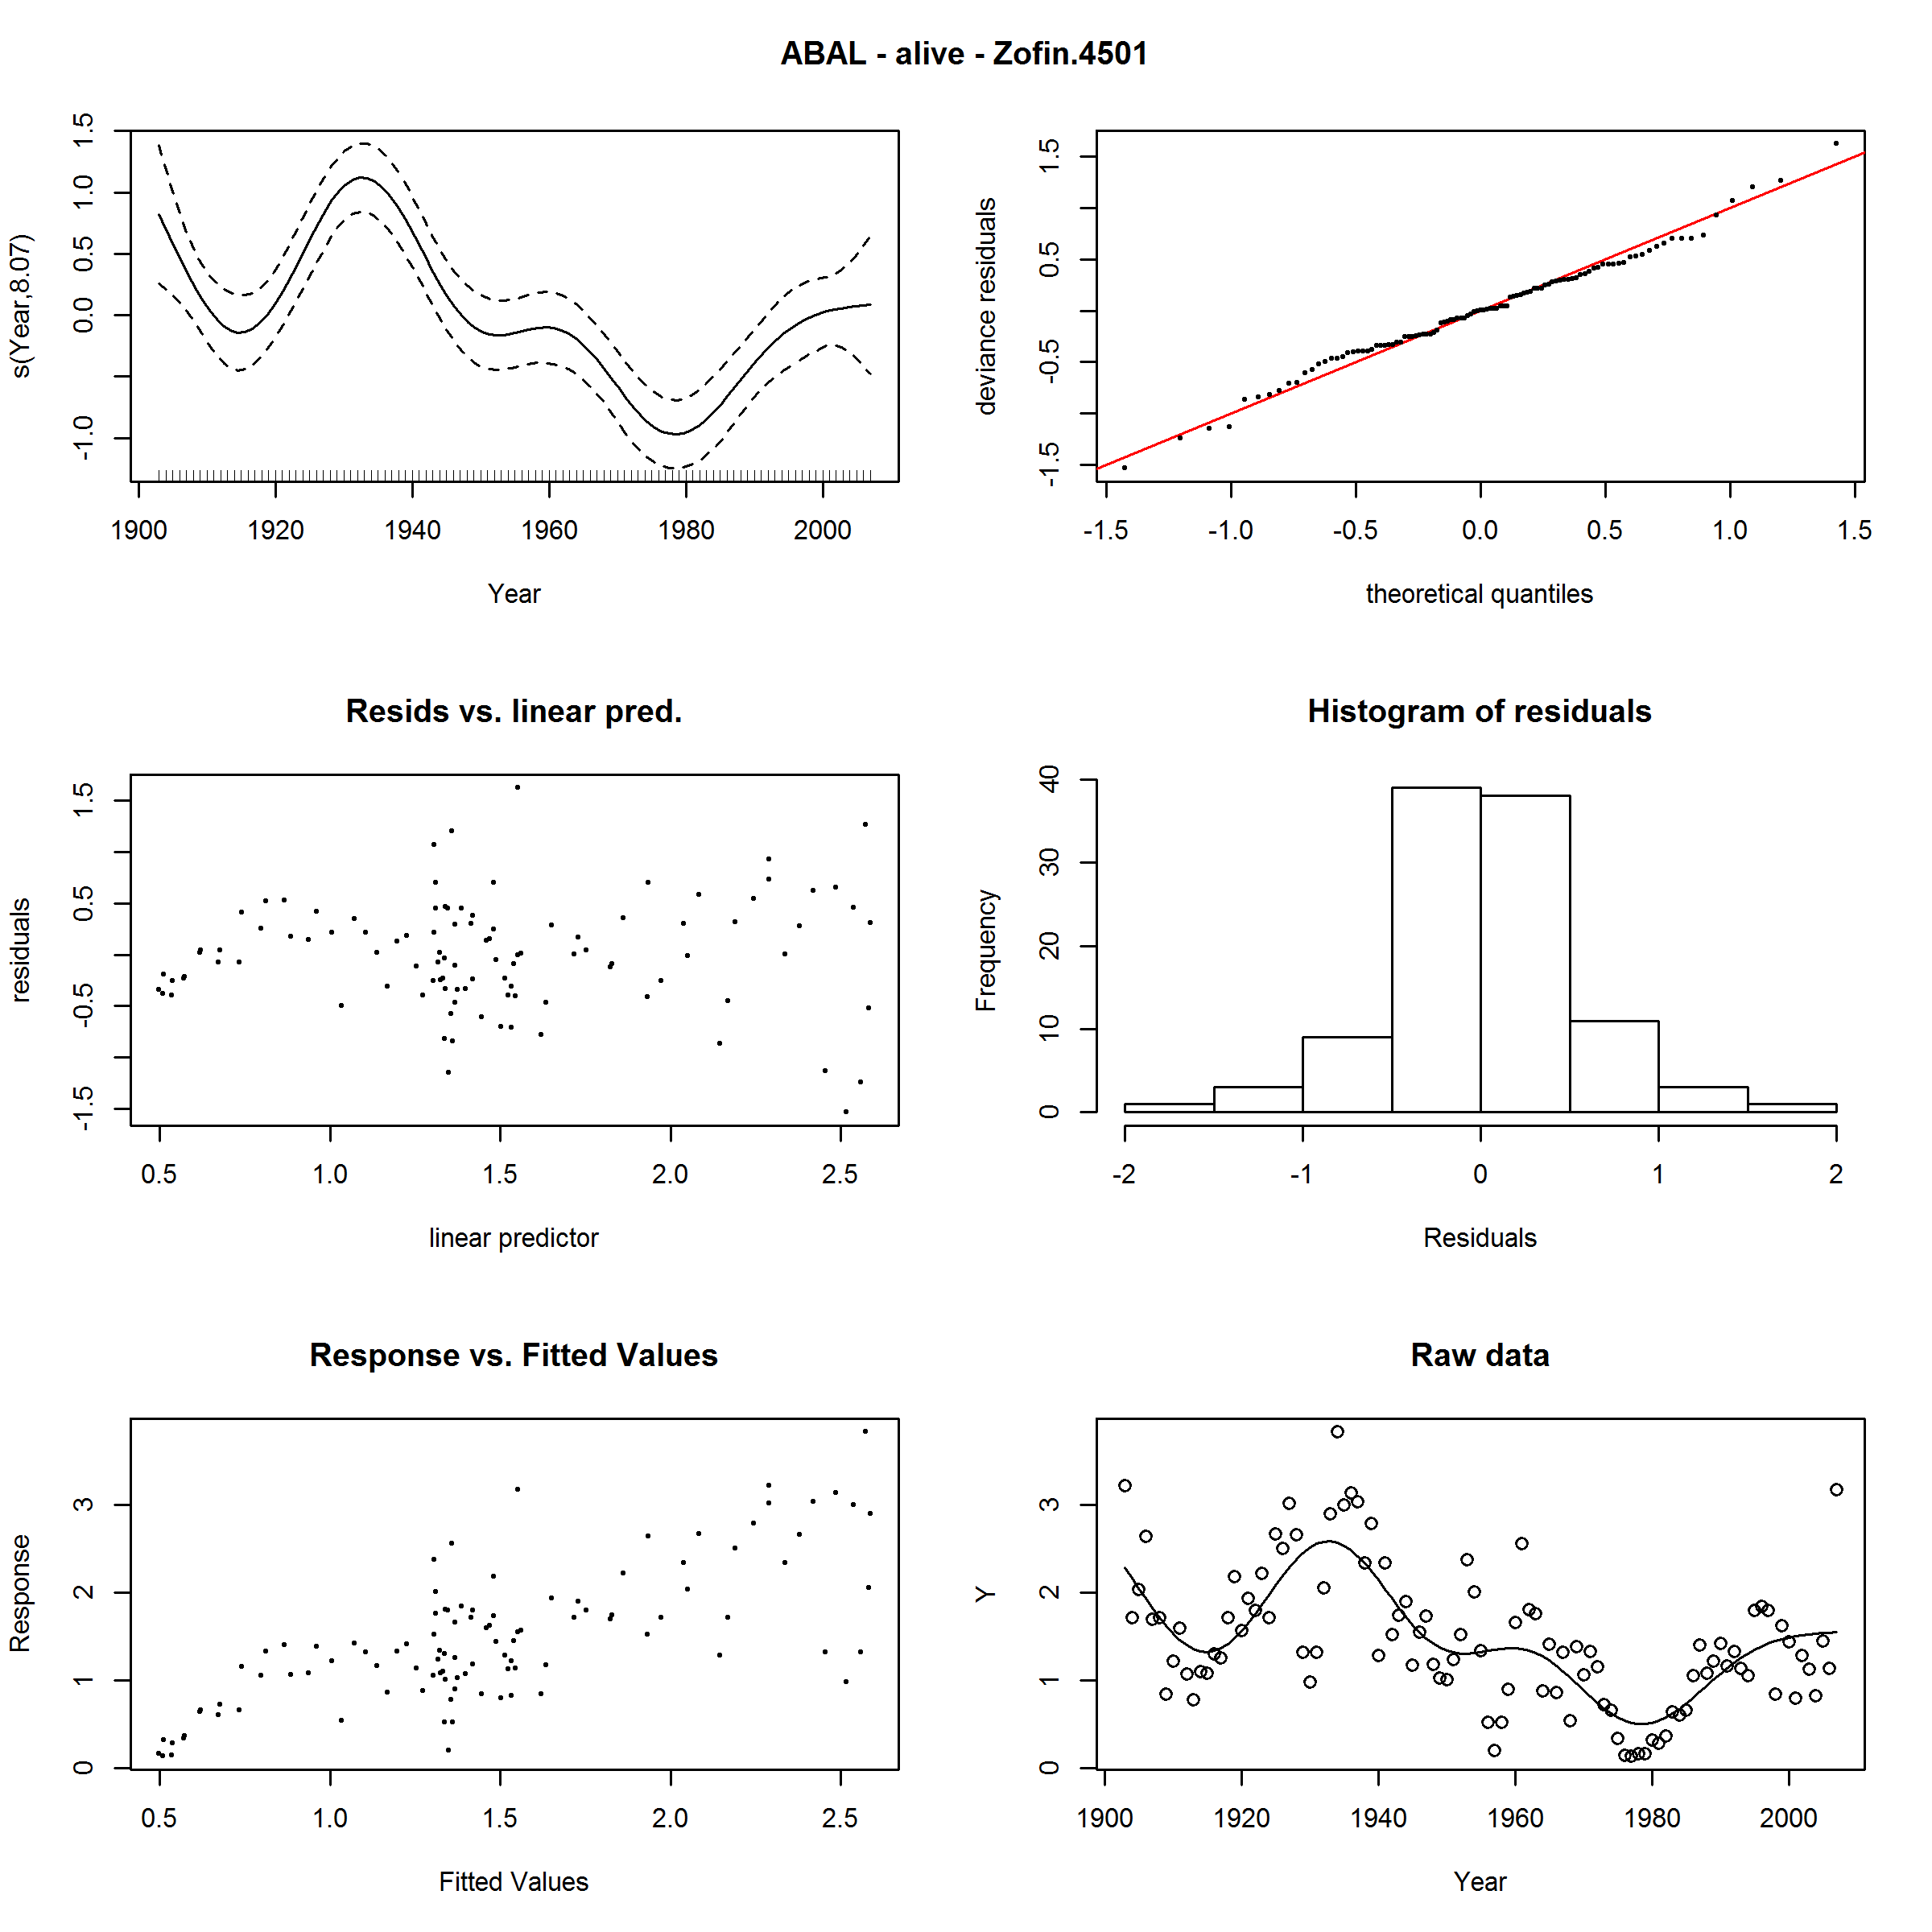 ABAL - alive - Zofin.4501
s(Year,8.07)
-1.0 0.0 0.5 1.0 1.5
1900 1920 1940 1960 1980 2000
Year
deviance residuals
-1.5 -0.5 0.5 1.5
-1.5 -1.0 -0.5 0.0 0.5 1.0 1.5
theoretical quantiles
Resids vs. linear pred.
residuals
-1.5 -0.5 0.5 1.5
0.5 1.0 1.5 2.0 2.5
linear predictor
Histogram of residuals
Frequency
0 10 20 30 40
-2 -1 0 1 2
Residuals
Response vs. Fitted Values
Response
0 1 2 3
0.5 1.0 1.5 2.0 2.5
Fitted Values
Raw data
Y
0 1 2 3
1900 1920 1940 1960 1980 2000
Year